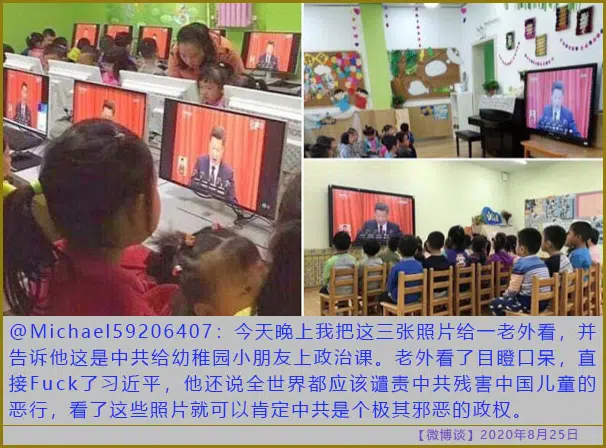 @Michael59206407：今天晚上我把这三张照片给一老外看，并
告诉他这是中共给幼稚园小朋友上政治课。老外看了目瞪口呆，直
接Fuck了习近平，他还说全世界都应该谴责中共残害中国儿童的
恶行，看了这些照片就可以肯定中共是个极其邪恶的政权。
【微博谈】2020年8月25日